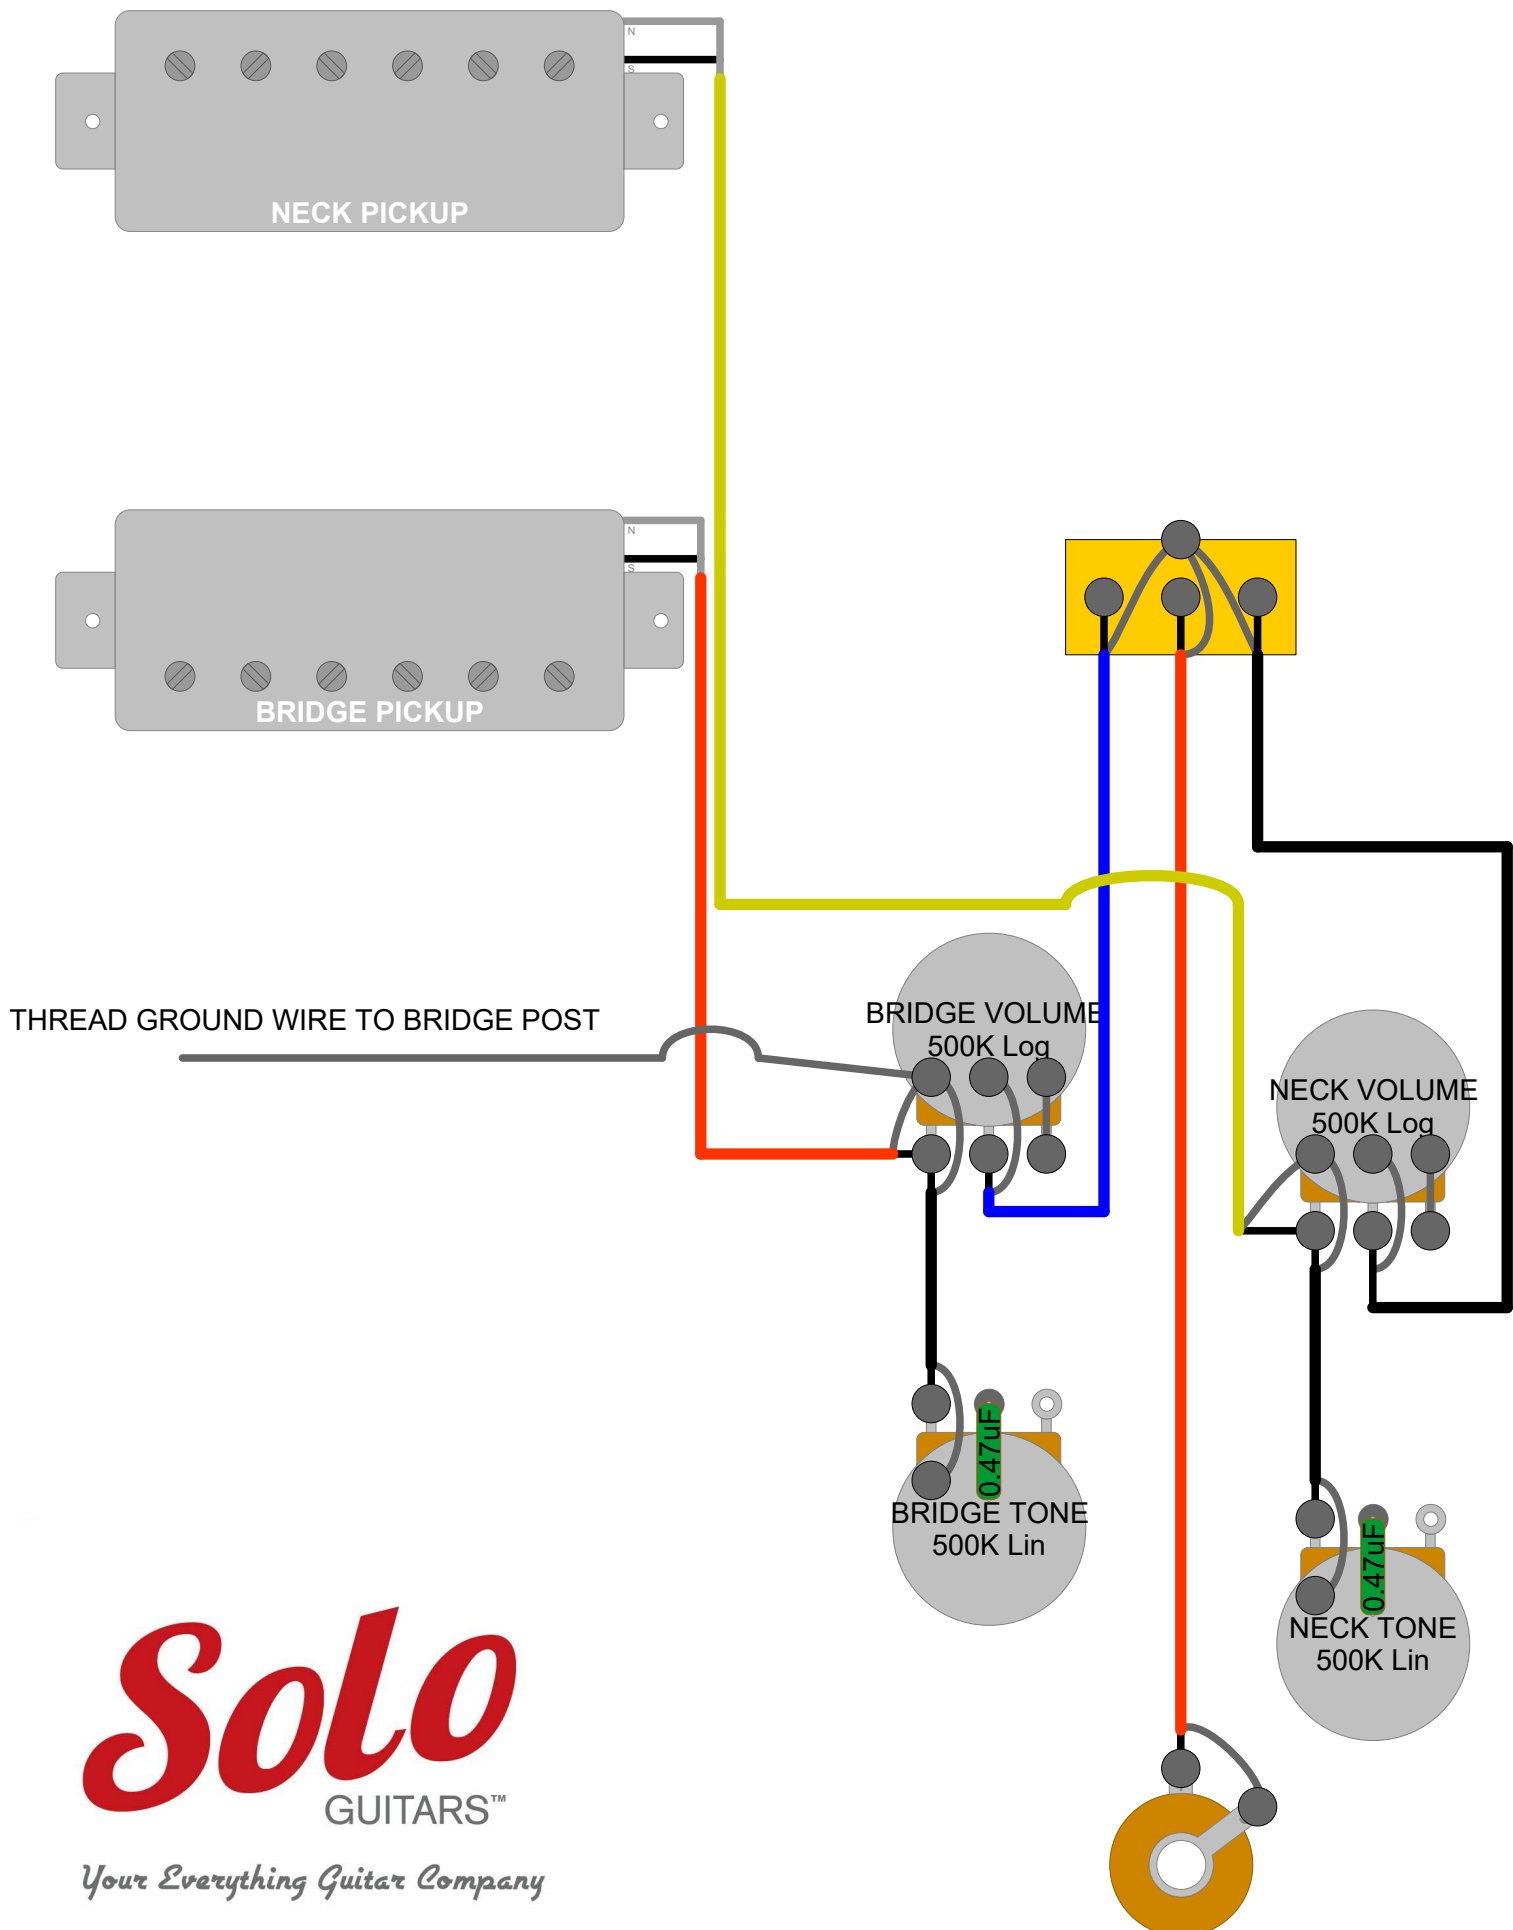 N
S
NECK PICKUP
N
S
BRIDGE PICKUP
THREAD GROUND WIRE TO BRIDGE POST
BRIDGE VOLUME
500K Log
NECK VOLUME
500K Log
0.47uF
BRIDGE TONE
500K Lin
0.47uF
NECK TONE
500K Lin
Solo
GUITARS™
Your Everything Guitar Company